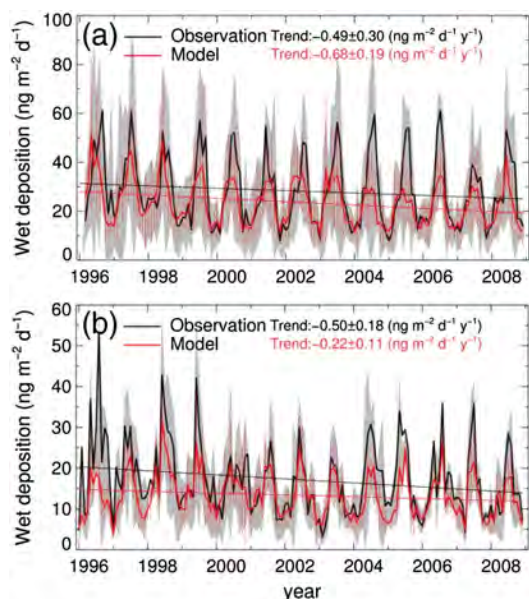 (a)
Observation Trend:−0.49±0.30 (ng m⁻² d⁻¹ y⁻¹)
Model Trend:−0.68±0.19 (ng m⁻² d⁻¹ y⁻¹)
Wet deposition (ng m⁻² d⁻¹)
100
80
60
40
20
0
1996 1998 2000 2002 2004 2006 2008
(b)
Observation Trend:−0.50±0.18 (ng m⁻² d⁻¹ y⁻¹)
Model Trend:−0.22±0.11 (ng m⁻² d⁻¹ y⁻¹)
Wet deposition (ng m⁻² d⁻¹)
60
50
40
30
20
10
0
1996 1998 2000 2002 2004 2006 2008
year